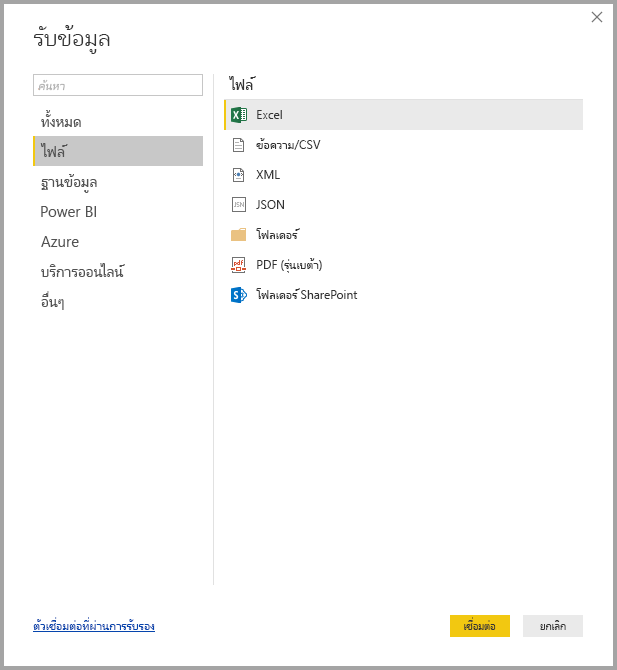 รับข้อมูล
ค้นหา
ทั้งหมด
ไฟล์
ฐานข้อมูล
Power BI
Azure
บริการออนไลน์
อื่นๆ
ไฟล์
Excel
ข้อความ/CSV
XML
JSON
โฟลเดอร์
PDF (รุ่นเบต้า)
โฟลเดอร์ SharePoint
ตัวเชื่อมต่อที่ผ่านการรับรอง
เชื่อมต่อ
ยกเลิก